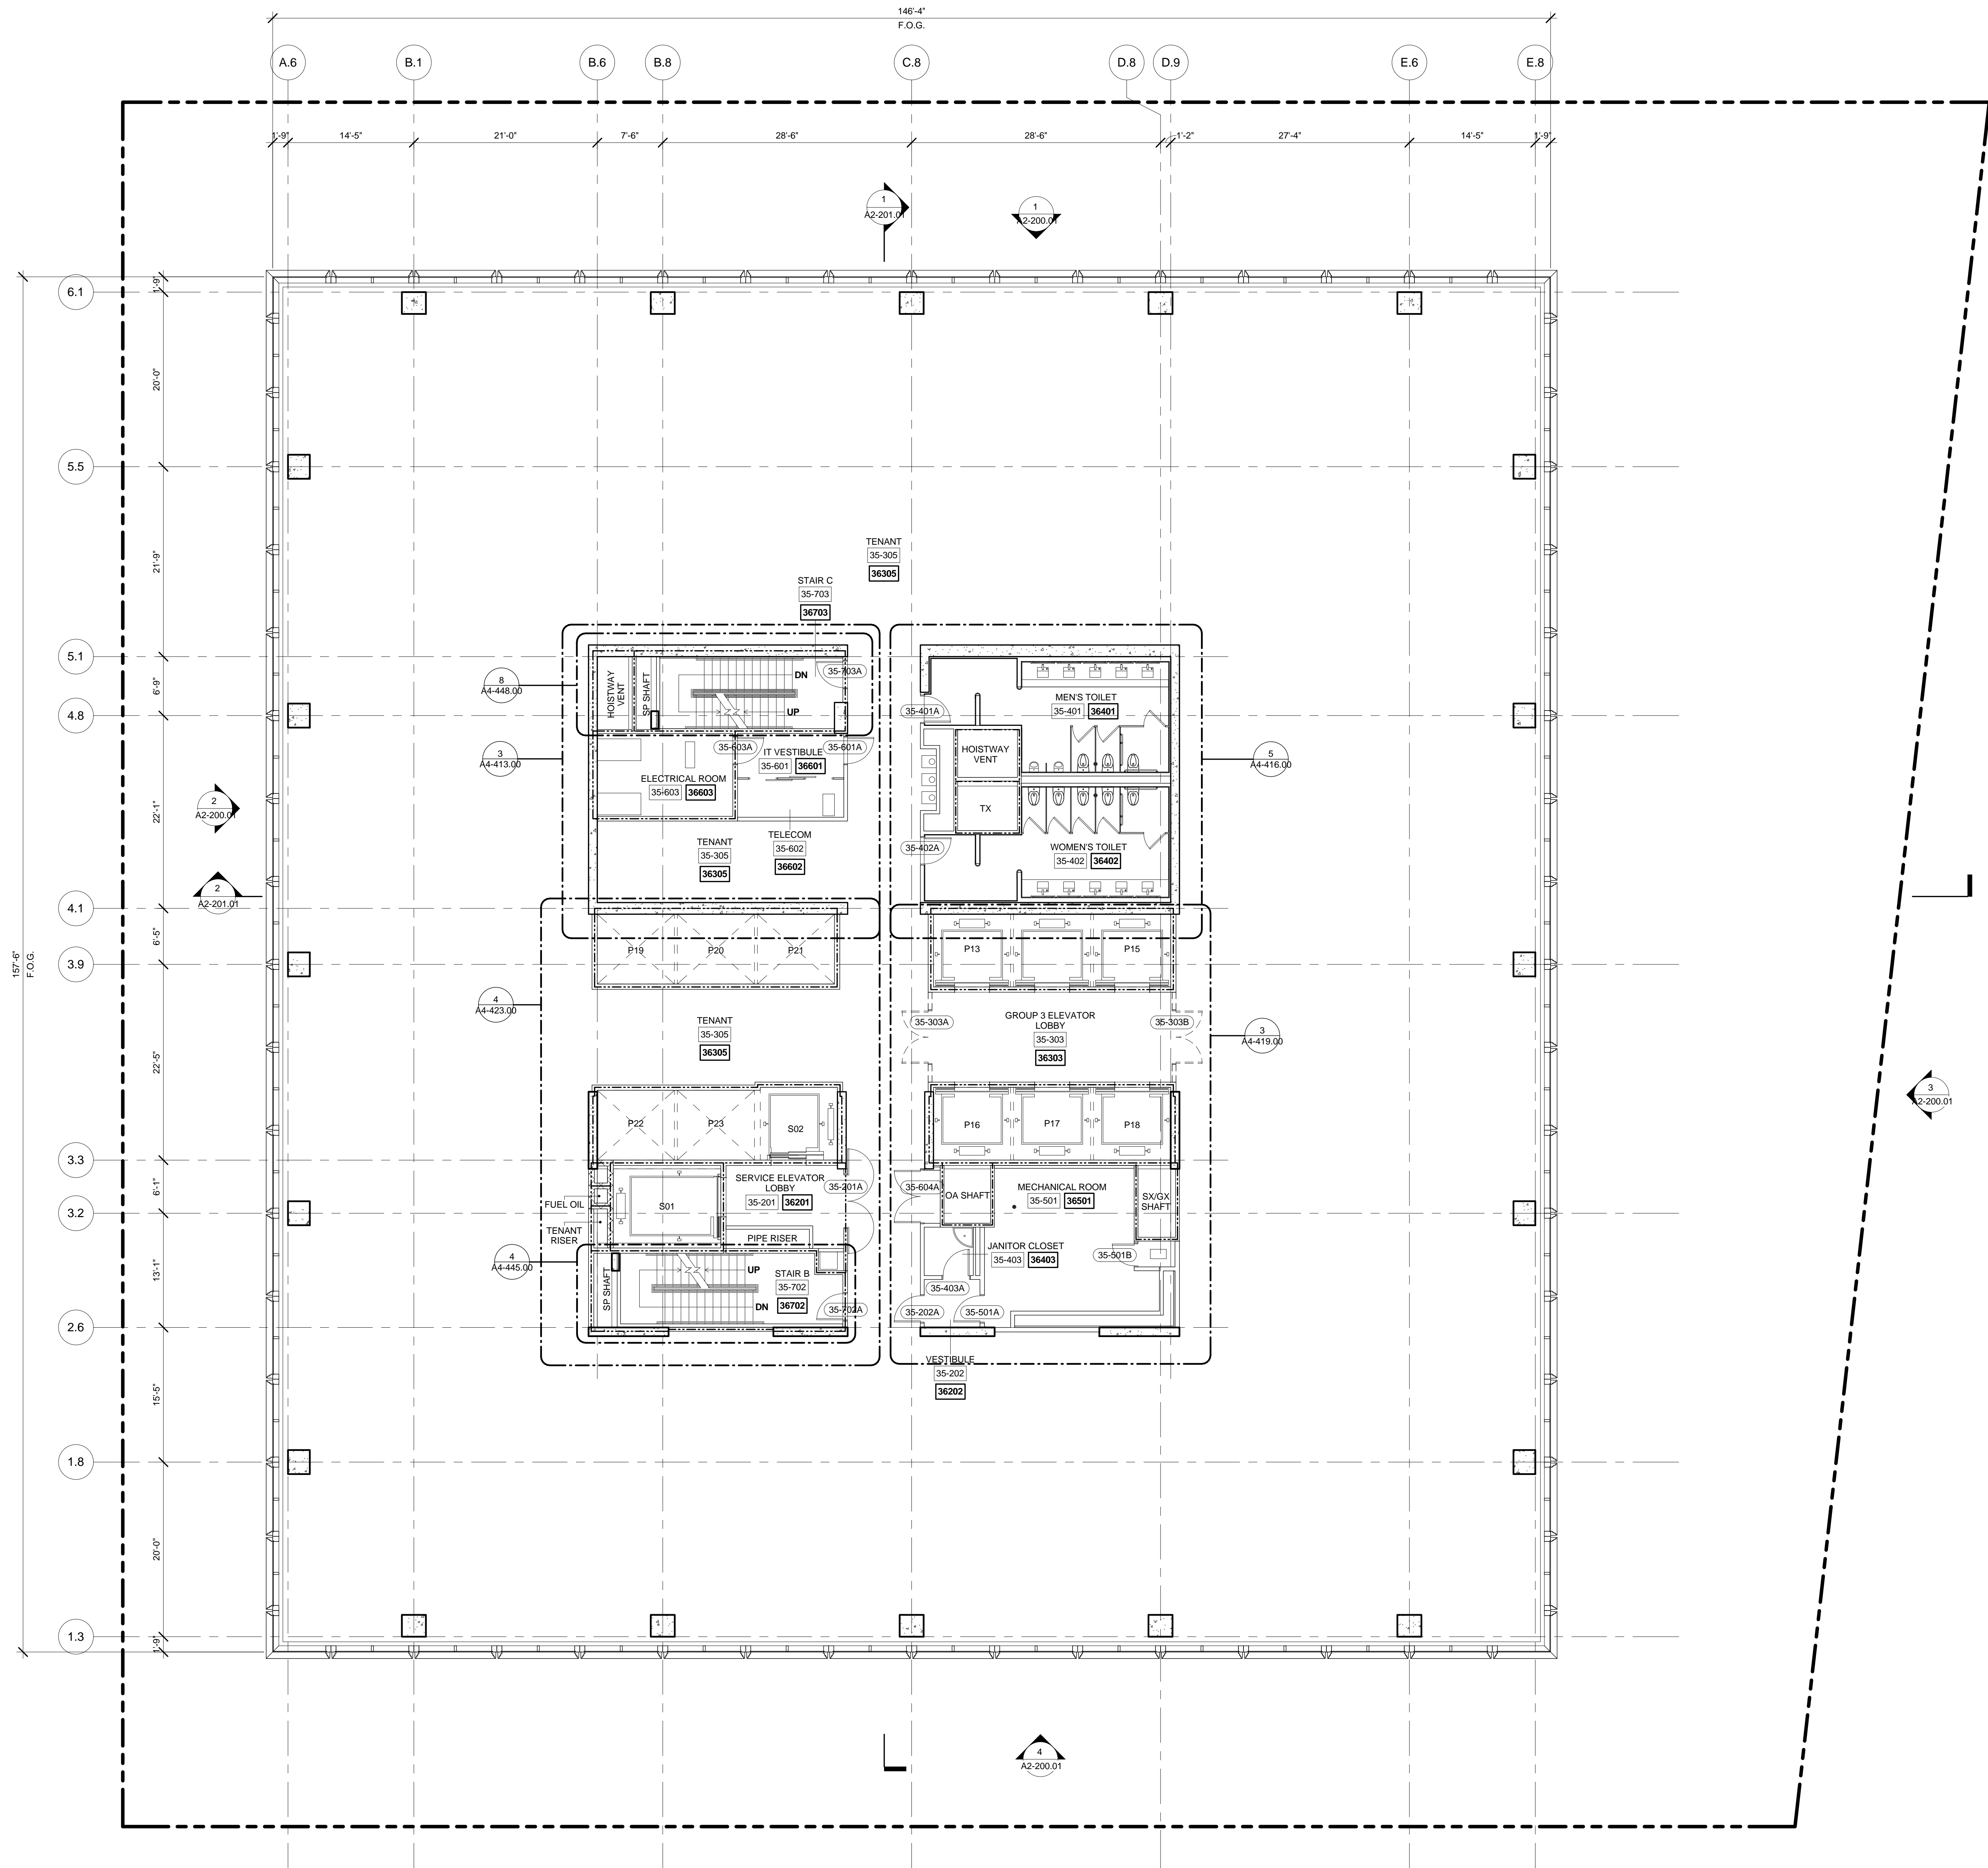 146'-4"
F.O.G.
A.6
B.1
B.6
B.8
C.8
D.8
D.9
E.6
E.8
1'-9"
14'-5"
21'-0"
7'-6"
28'-6"
28'-6"
1'-2"
27'-4"
14'-5"
1'-9"
1
A2-201.01
1
A2-200.01
6.1
5.5
5.1
4.8
4.1
3.9
3.3
3.2
2.6
1.8
1.3
157'-6"
F.O.G.
1'-9"
20'-0"
21'-9"
6'-9"
22'-1"
6'-5"
22'-5"
6'-1"
13'-1"
15'-5"
20'-0"
1'-9"
2
A2-200.01
2
A2-201.01
TENANT
35-305
36305
STAIR C
35-703
36703
8
A4-448.00
3
A4-413.00
HOISTWAY
VENT
SP SHAFT
DN
UP
35-703A
35-603A
35-601A
IT VESTIBULE
35-601 36601
ELECTRICAL ROOM
35-603 36603
TELECOM
35-602
36602
TENANT
35-305
36305
35-401A
MEN'S TOILET
35-401 36401
HOISTWAY
VENT
TX
35-402A
WOMEN'S TOILET
35-402 36402
5
A4-416.00
P19
P20
P21
P13
P15
4
A4-423.00
TENANT
35-305
36305
35-303A
GROUP 3 ELEVATOR
LOBBY
35-303
36303
35-303B
3
A4-419.00
3
A2-200.01
P22
P23
S02
P16
P17
P18
SERVICE ELEVATOR
LOBBY
35-201 36201
35-201A
S01
FUEL OIL
TENANT
RISER
PIPE RISER
35-604A
OA SHAFT
MECHANICAL ROOM
35-501 36501
SX/GX
SHAFT
JANITOR CLOSET
35-403 36403
35-501B
35-403A
4
A4-445.00
SP SHAFT
UP
DN
STAIR B
35-702
36702
35-702A
35-202A
35-501A
VESTIBULE
35-202
36202
4
A2-200.01